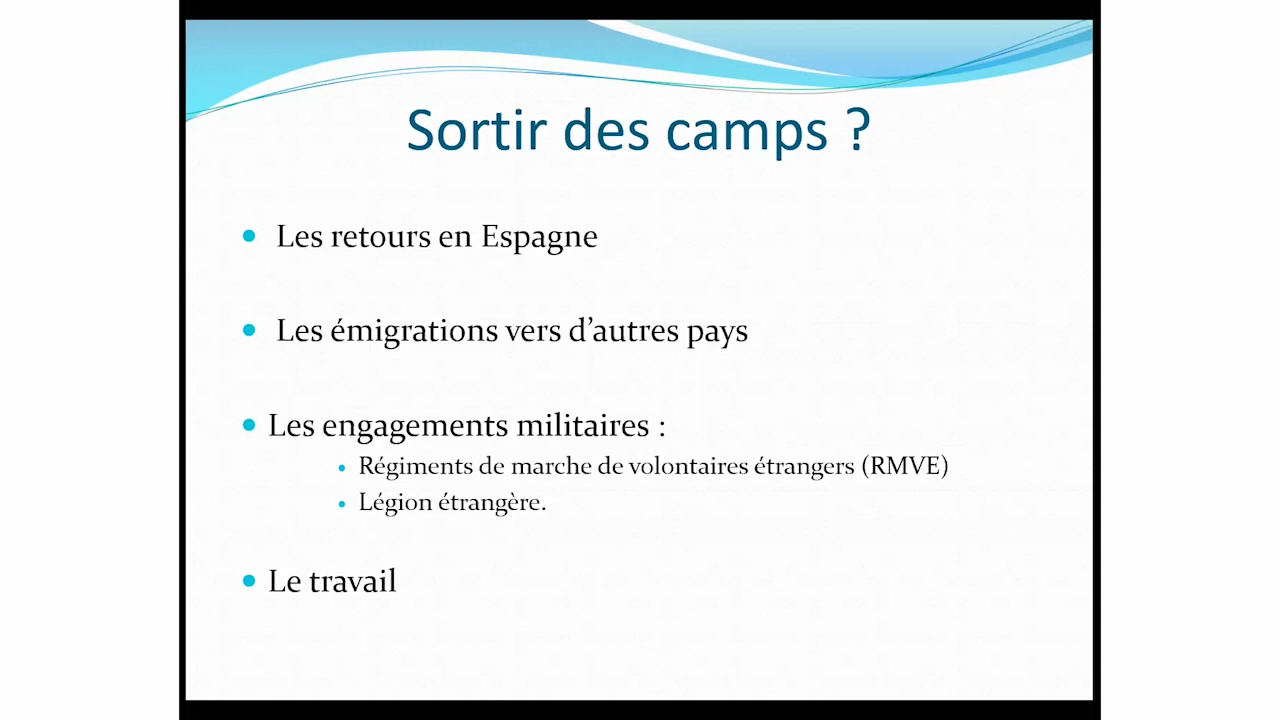 Sortir des camps ?
• Les retours en Espagne
• Les émigrations vers d’autres pays
• Les engagements militaires :
• Régiments de marche de volontaires étrangers (RMVE)
• Légion étrangère.
• Le travail